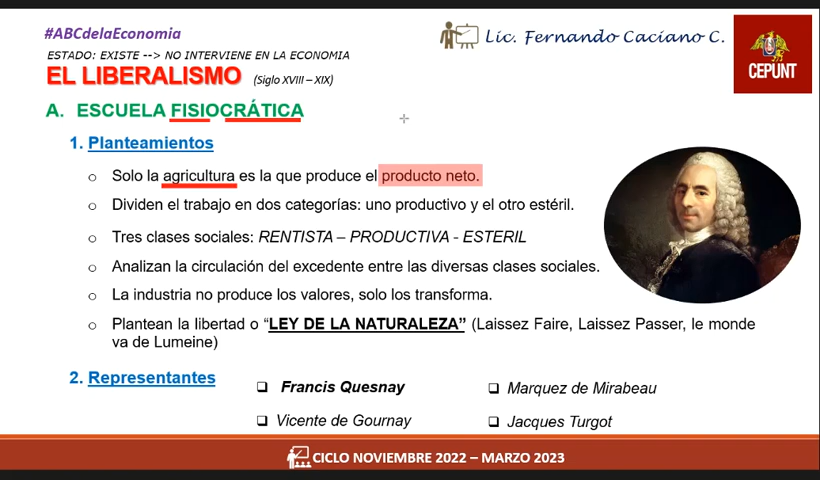 #ABCdelaEconomia
Lic. Fernando Caciano C.
CEPUNT
ESTADO: EXISTE --> NO INTERVIENE EN LA ECONOMIA
EL LIBERALISMO (Siglo XVIII – XIX)
A. ESCUELA FISIOCRÁTICA
1. Planteamientos
o Solo la agricultura es la que produce el producto neto.
o Dividen el trabajo en dos categorías: uno productivo y el otro estéril.
o Tres clases sociales: RENTISTA – PRODUCTIVA - ESTERIL
o Analizan la circulación del excedente entre las diversas clases sociales.
o La industria no produce los valores, solo los transforma.
o Plantean la libertad o “LEY DE LA NATURALEZA” (Laissez Faire, Laissez Passer, le monde
va de Lumeine)
2. Representantes
❑ Francis Quesnay
❑ Marquez de Mirabeau
❑ Vicente de Gournay
❑ Jacques Turgot
CICLO NOVIEMBRE 2022 – MARZO 2023